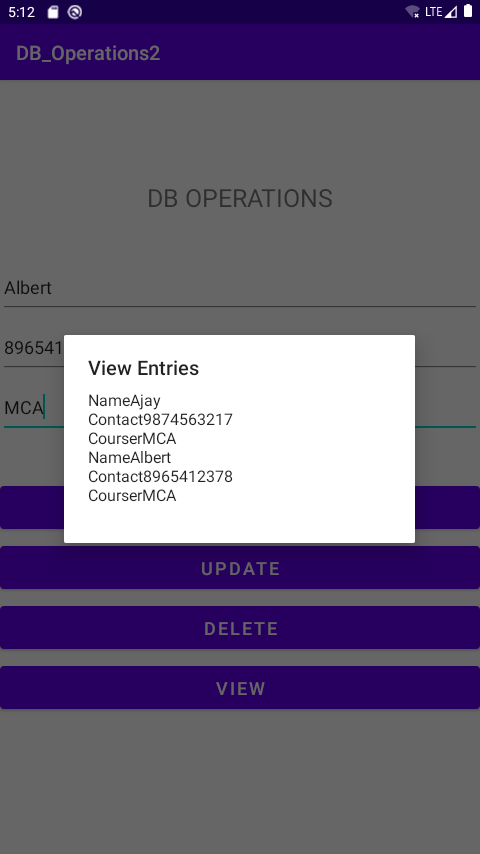 5:12
LTE
DB_Operations2
DB OPERATIONS
Albert
896541
MCA
View Entries
NameAjay
Contact9874563217
CourserMCA
NameAlbert
Contact8965412378
CourserMCA
UPDATE
DELETE
VIEW